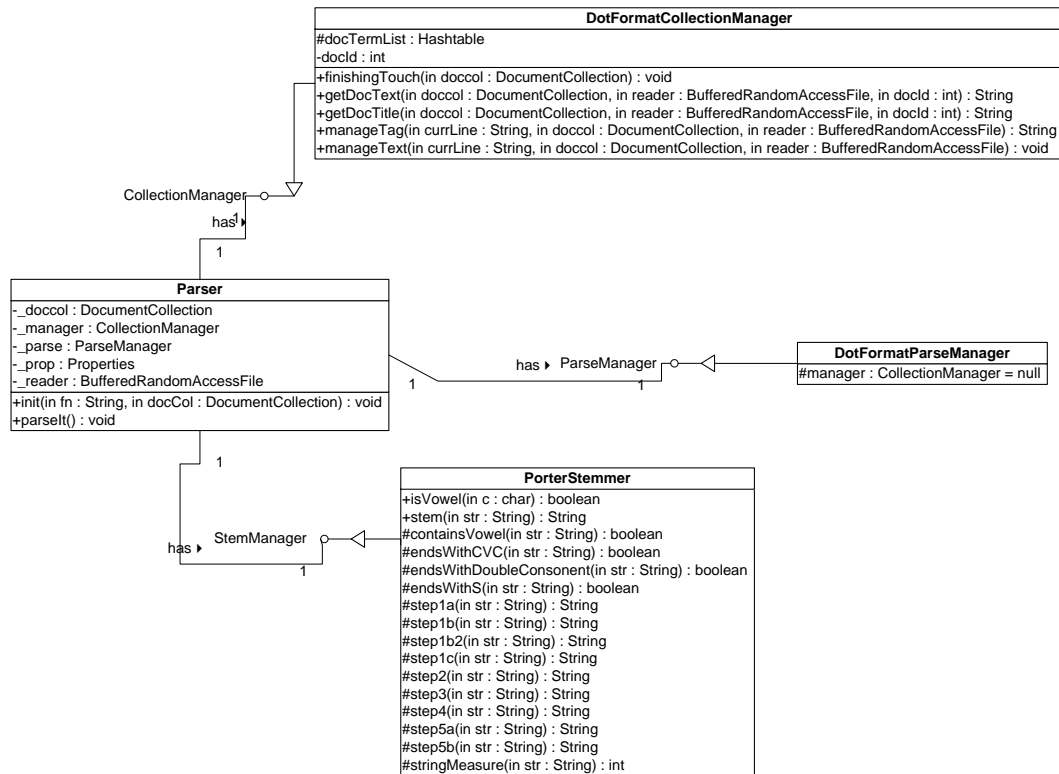 DotFormatCollectionManager
#docTermList : Hashtable
-docId : int
+finishingTouch(in doccol : DocumentCollection) : void
+getDocText(in doccol : DocumentCollection, in reader : BufferedRandomAccessFile, in docId : int) : String
+getDocTitle(in doccol : DocumentCollection, in reader : BufferedRandomAccessFile, in docId : int) : String
+manageTag(in currLine : String, in doccol : DocumentCollection, in reader : BufferedRandomAccessFile) : String
+manageText(in currLine : String, in doccol : DocumentCollection, in reader : BufferedRandomAccessFile) : void
CollectionManager
1
has
1
Parser
-_doccol : DocumentCollection
-_manager : CollectionManager
-_parse : ParseManager
-_prop : Properties
-_reader : BufferedRandomAccessFile
+init(in fn : String, in docCol : DocumentCollection) : void
+parseIt() : void
has
ParseManager
1
1
DotFormatParseManager
#manager : CollectionManager = null
1
StemManager
has
1
PorterStemmer
+isVowel(in c : char) : boolean
+stem(in str : String) : String
#containsVowel(in str : String) : boolean
#endsWithCVC(in str : String) : boolean
#endsWithDoubleConsonent(in str : String) : boolean
#endsWithS(in str : String) : boolean
#step1a(in str : String) : String
#step1b(in str : String) : String
#step1b2(in str : String) : String
#step1c(in str : String) : String
#step2(in str : String) : String
#step3(in str : String) : String
#step4(in str : String) : String
#step5a(in str : String) : String
#step5b(in str : String) : String
#stringMeasure(in str : String) : int